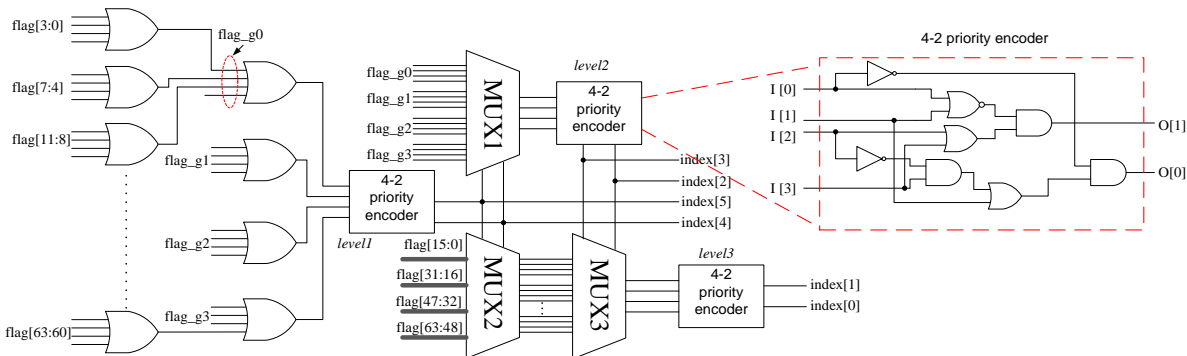 flag[3:0]
flag[7:4]
flag[11:8]
flag[63:60]
flag_g0
flag_g1
flag_g2
flag_g3
4-2
priority
encoder
level1
flag_g0
flag_g1
flag_g2
flag_g3
MUX1
level2
4-2
priority
encoder
index[3]
index[2]
index[5]
index[4]
flag[15:0]
flag[31:16]
flag[47:32]
flag[63:48]
MUX2
MUX3
level3
4-2
priority
encoder
index[1]
index[0]
4-2 priority encoder
I [0]
I [1]
I [2]
I [3]
O[1]
O[0]